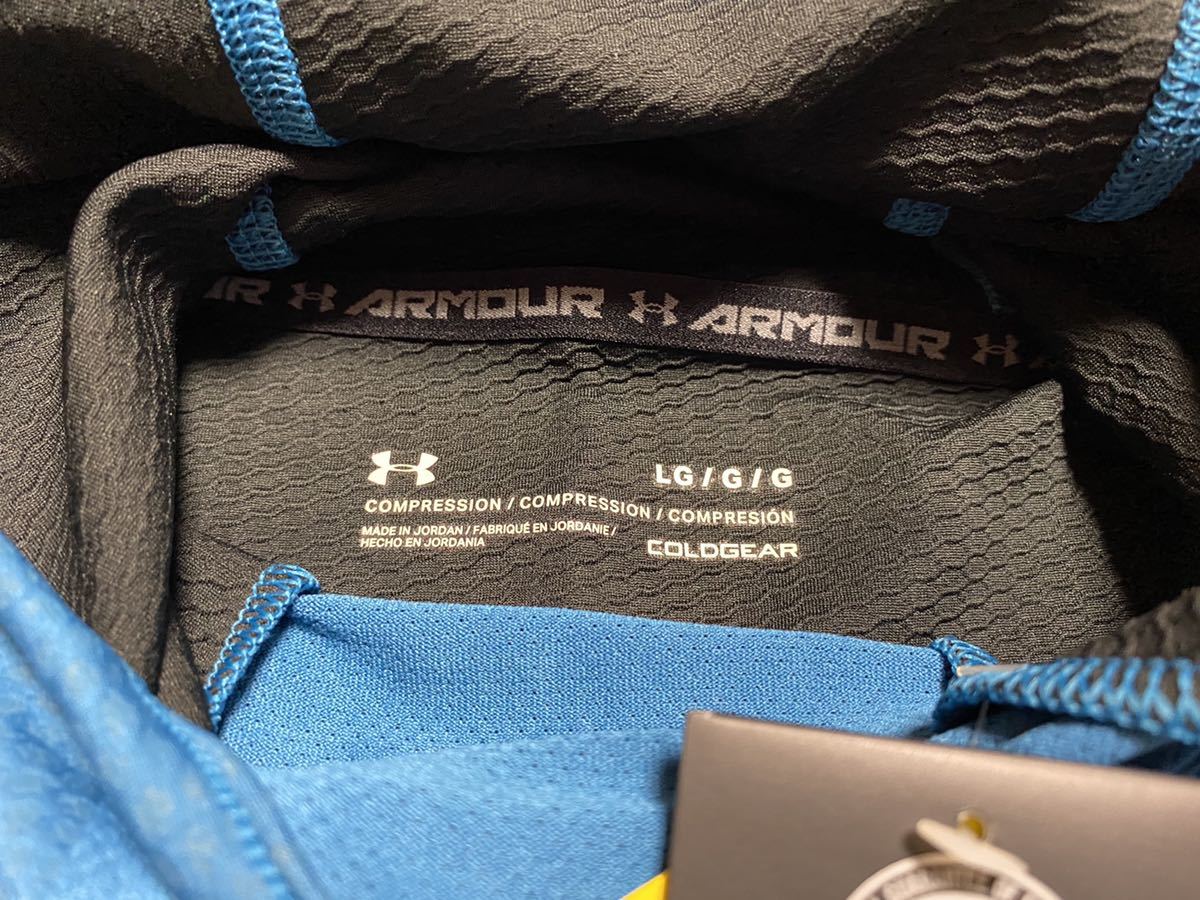 ARMOUR ARMOUR
LG / G / G
COMPRESSION / COMPRESSION / COMPRESIÓN
MADE IN JORDAN / FABRIQUÉ EN JORDANIE /
HECHO EN JORDANIA
COLDGEAR